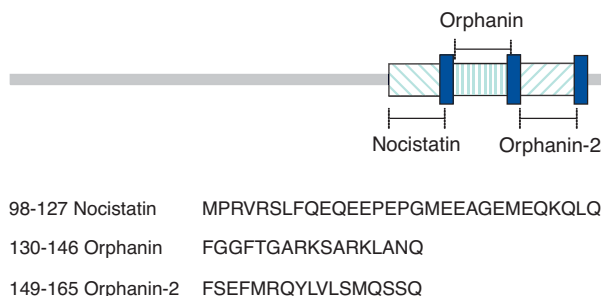 Orphanin
Nocistatin Orphanin-2
98-127 Nocistatin MPRVRSLFQEQEEPEPGMEEAGEMEQKQLQ
130-146 Orphanin FGGFTGARKSARKLANQ
149-165 Orphanin-2 FSEFMRQYLVLSMQSSQ